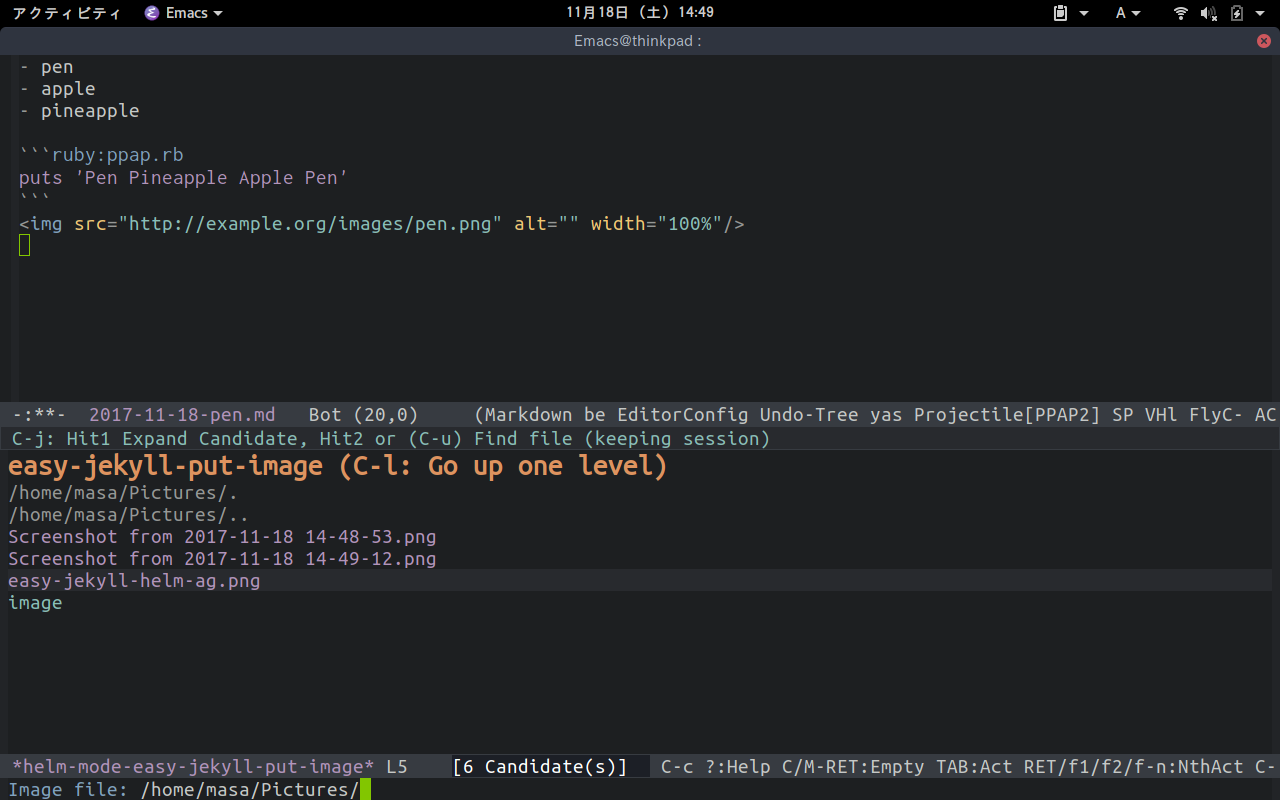 アクティビティ Emacs 11月18日（土）14:49 A
Emacs@thinkpad :
- pen
- apple
- pineapple
```ruby:ppap.rb
puts 'Pen Pineapple Apple Pen'
```
<img src="http://example.org/images/pen.png" alt="" width="100%"/>
-:**- 2017-11-18-pen.md Bot (20,0) (Markdown be EditorConfig Undo-Tree yas Projectile[PPAP2] SP VHl FlyC- AC
C-j: Hit1 Expand Candidate, Hit2 or (C-u) Find file (keeping session)
easy-jekyll-put-image (C-l: Go up one level)
/home/masa/Pictures/.
/home/masa/Pictures/..
Screenshot from 2017-11-18 14-48-53.png
Screenshot from 2017-11-18 14-49-12.png
easy-jekyll-helm-ag.png
image
*helm-mode-easy-jekyll-put-image* L5 [6 Candidate(s)] C-c ?:Help C/M-RET:Empty TAB:Act RET/f1/f2/f-n:NthAct C-
Image file: /home/masa/Pictures/